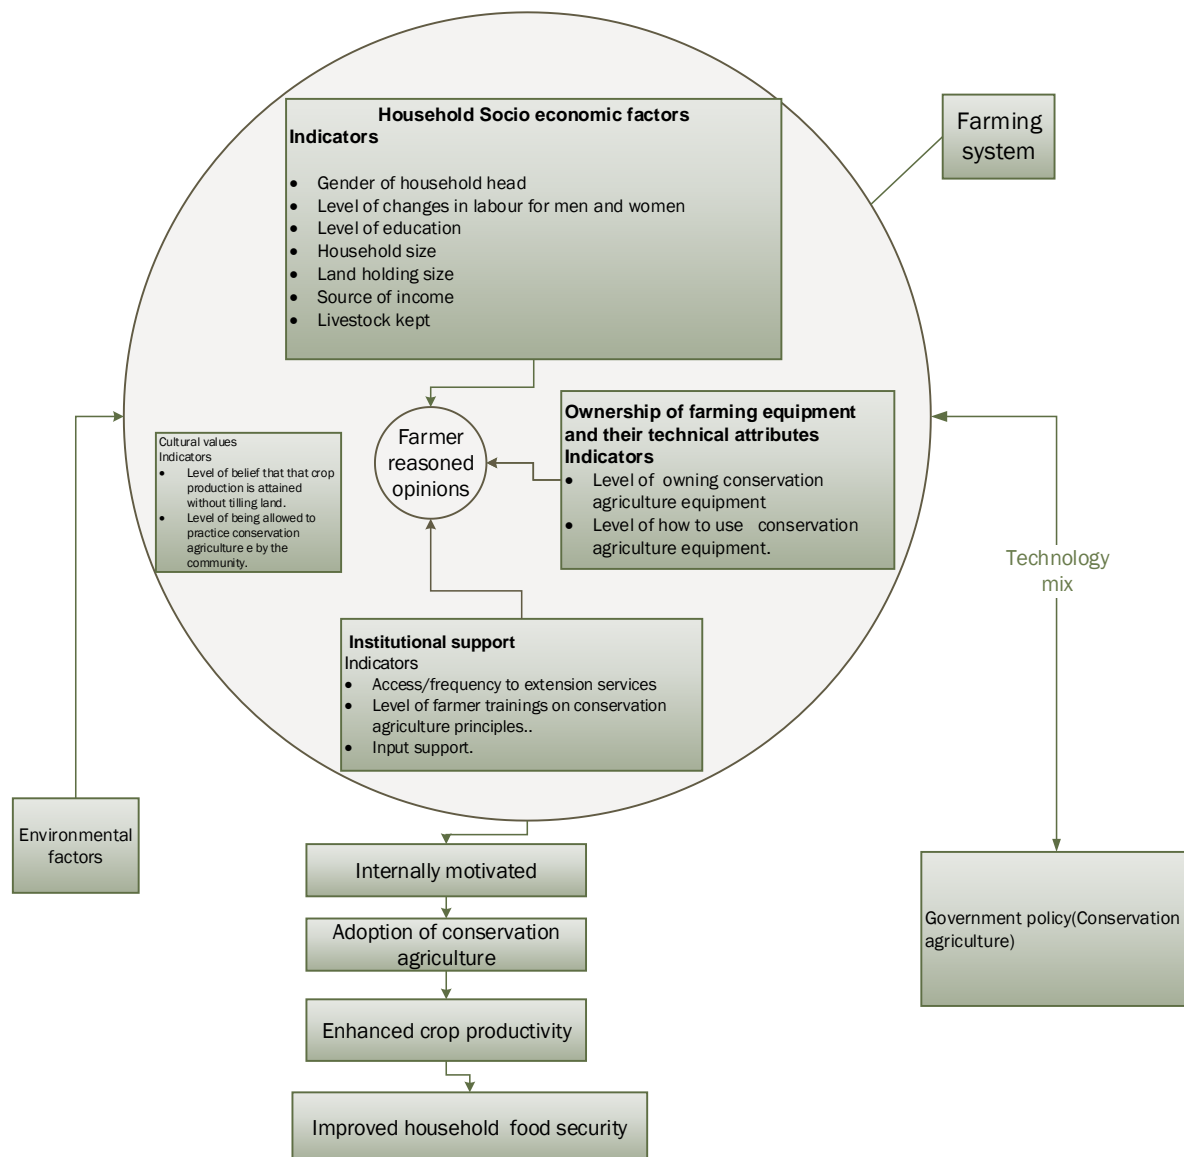 Household Socio economic factors
Indicators
• Gender of household head
• Level of changes in labour for men and women
• Level of education
• Household size
• Land holding size
• Source of income
• Livestock kept
Farming
system
Farmer
reasoned
opinions
Ownership of farming equipment
and their technical attributes
Indicators
• Level of owning conservation
agriculture equipment
• Level of how to use conservation
agriculture equipment.
Cultural values
Indicators
• Level of belief that that crop
production is attained
without tilling land.
• Level of being allowed to
practice conservation
agriculture e by the
community.
Technology
mix
Institutional support
Indicators
• Access/frequency to extension services
• Level of farmer trainings on conservation
agriculture principles..
• Input support.
Environmental
factors
Internally motivated
Adoption of conservation
agriculture
Government policy(Conservation
agriculture)
Enhanced crop productivity
Improved household food security